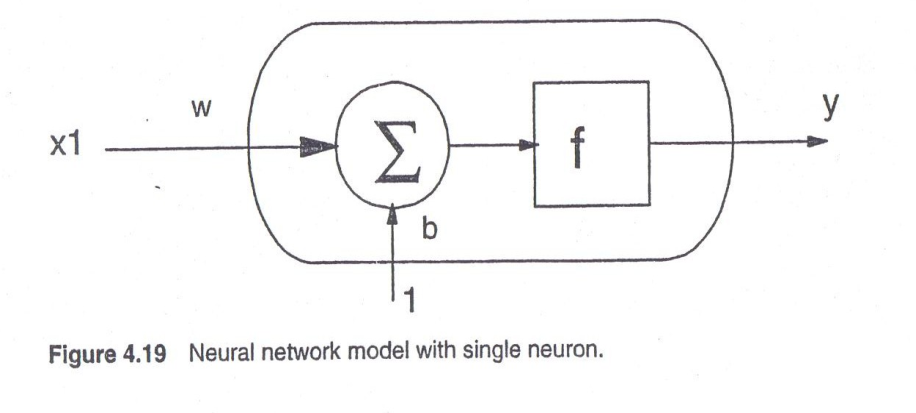 w
x1
Σ
f
y
b
1
Figure 4.19 Neural network model with single neuron.